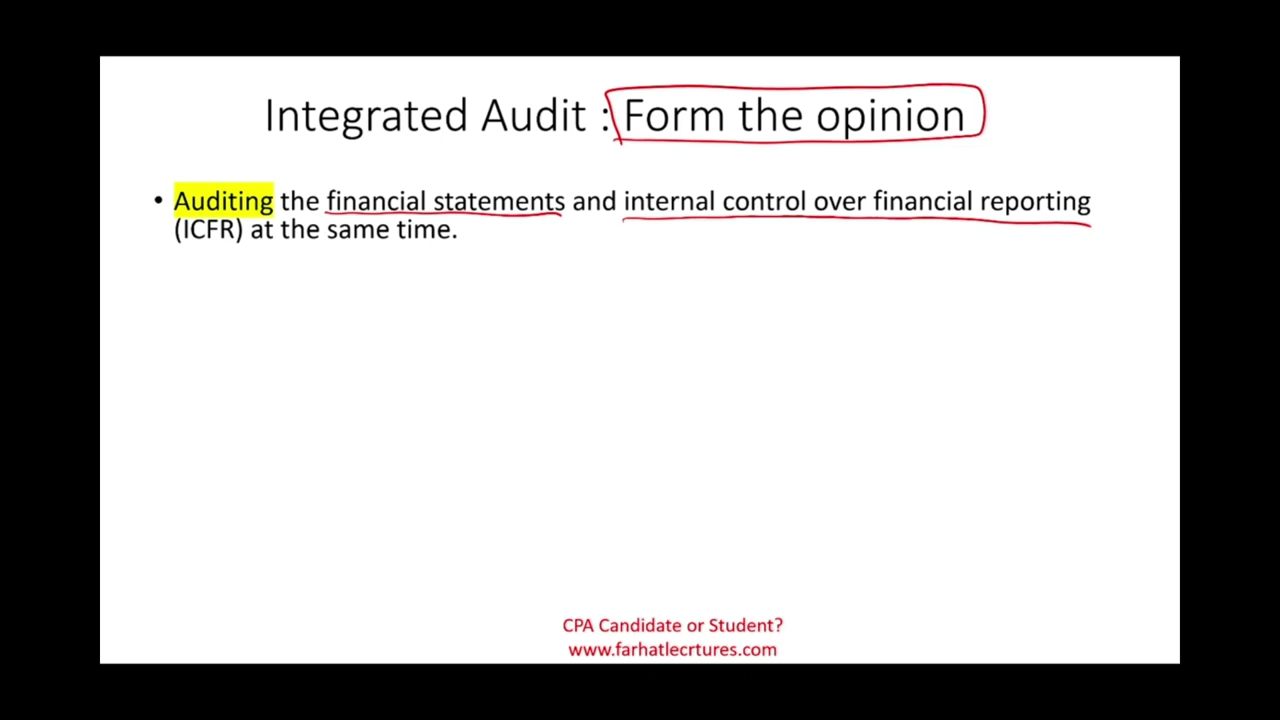 Integrated Audit : Form the opinion
• Auditing the financial statements and internal control over financial reporting
(ICFR) at the same time.
CPA Candidate or Student?
www.farhatlecrtures.com